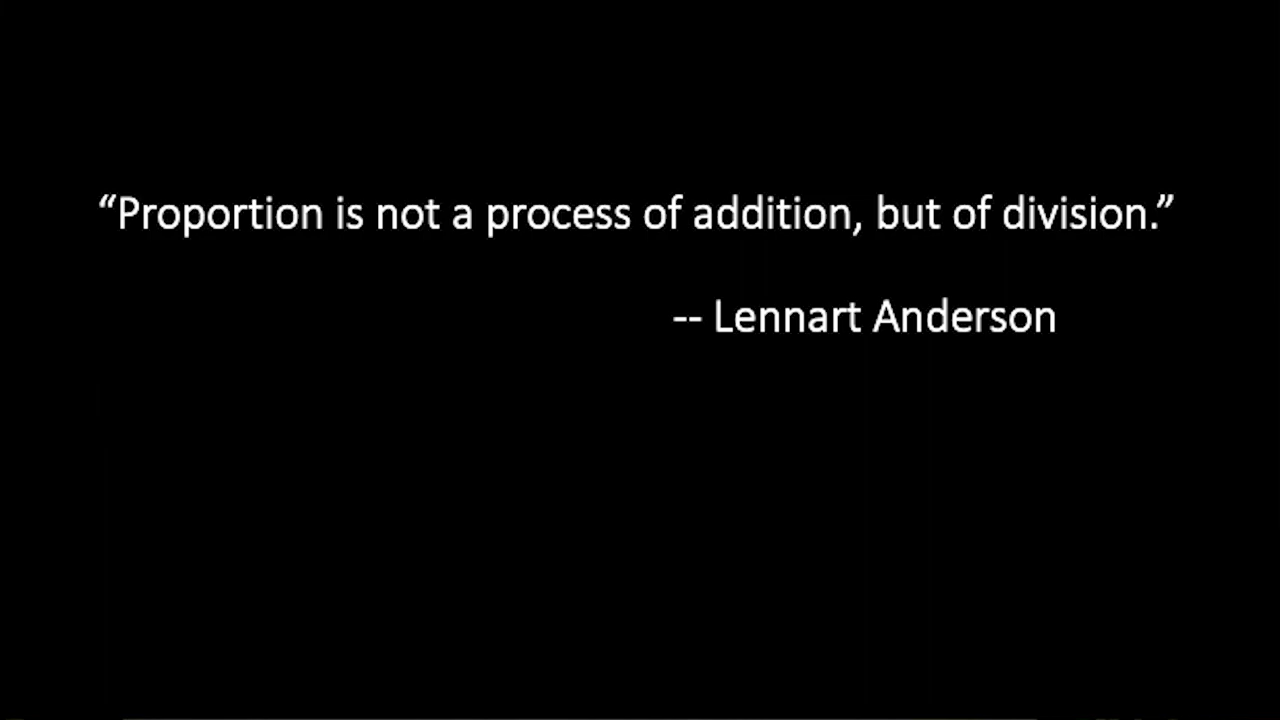 “Proportion is not a process of addition, but of division.”
-- Lennart Anderson